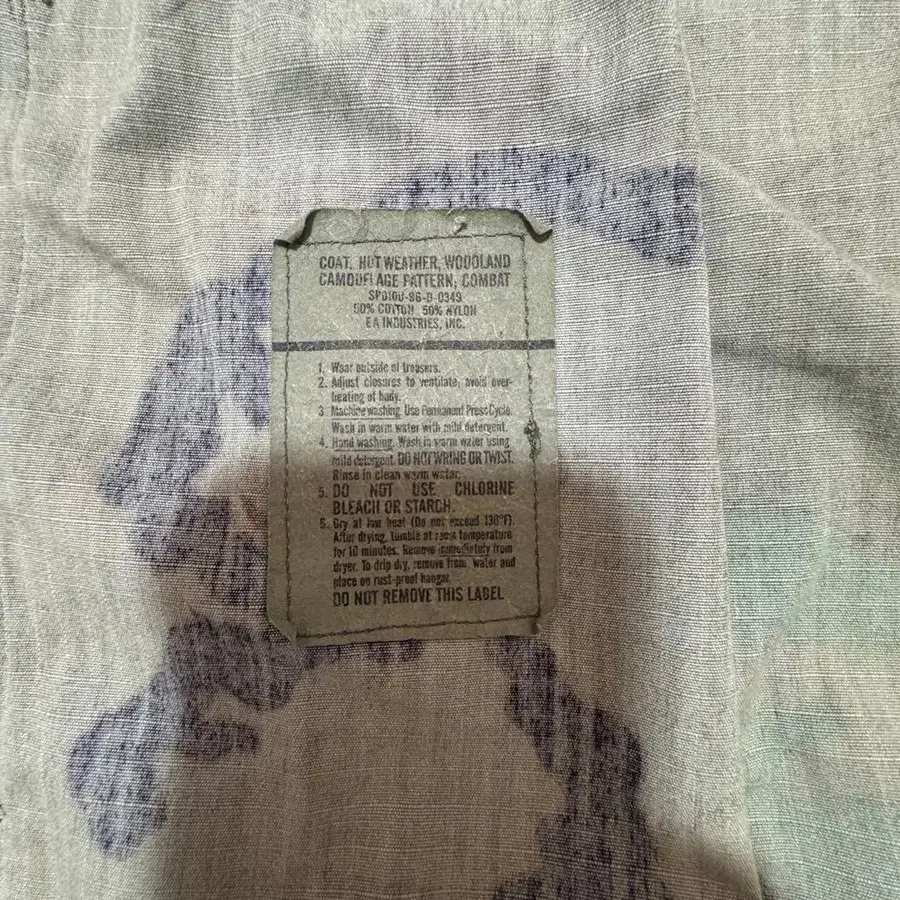 COAT, HOT WEATHER, WOODLAND
CAMOUFLAGE PATTERN, COMBAT
SP0100-96-D-0349
50% COTTON 50% NYLON
EA INDUSTRIES, INC.
1. Wear outside of trousers.
2. Adjust closures to ventilate, avoid over-
heating of body.
3. Machine washing. Use Permanent Press Cycle.
Wash in warm water with mild detergent.
4. Hand washing. Wash in warm water using
mild detergent. DO NOT WRING OR TWIST.
Rinse in clean warm water.
5. DO NOT USE CHLORINE
BLEACH OR STARCH.
6. Dry at low heat (Do not exceed 130°F).
After drying, tumble at room temperature
for 10 minutes. Remove immediately from
dryer. To drip dry, remove from water and
place on rust-proof hanger.
DO NOT REMOVE THIS LABEL